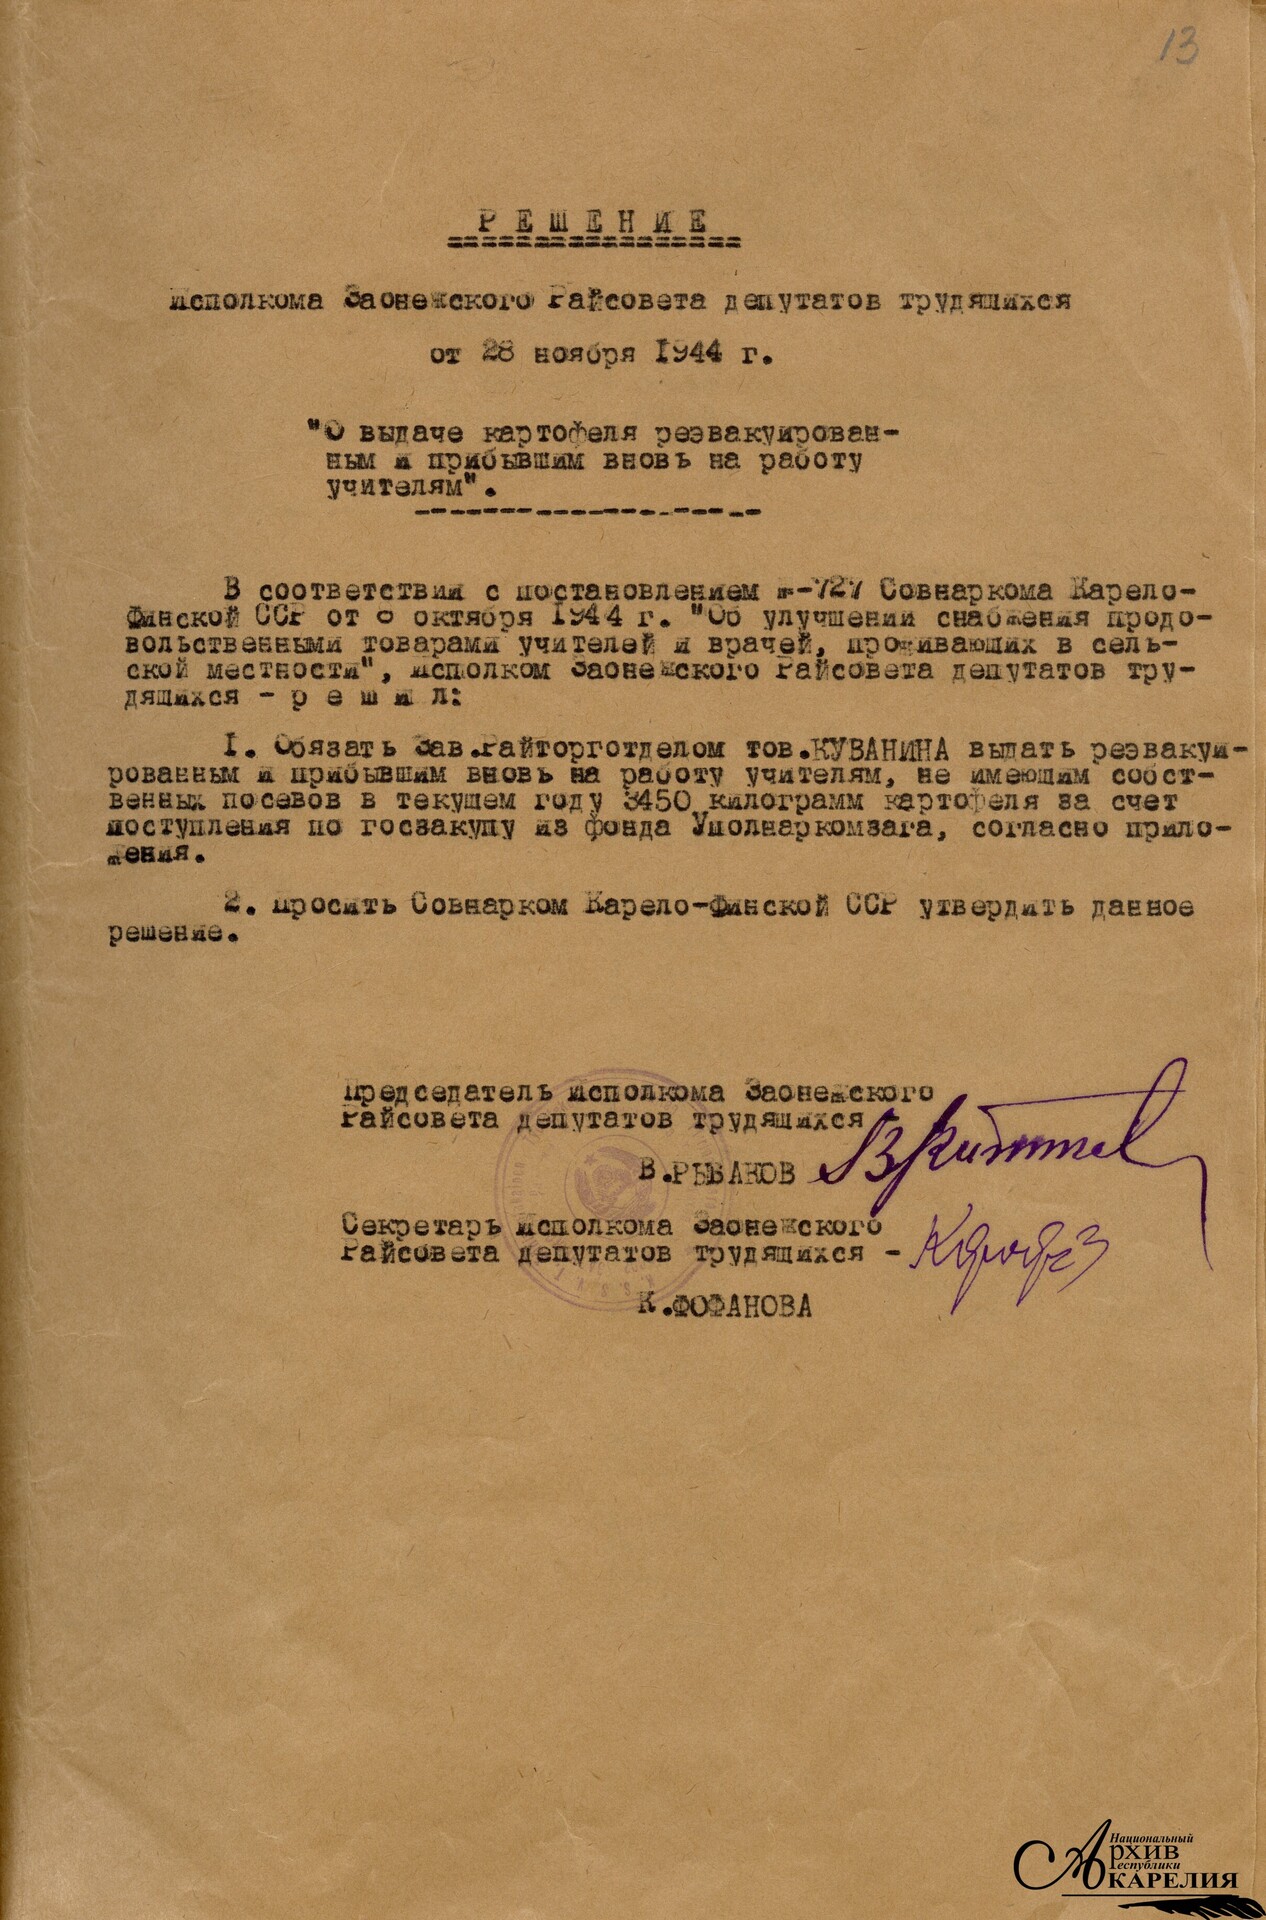 13
РЕШЕНИЕ
Исполкома Заонежского Райсовета депутатов трудящихся
от 28 ноября 1944 г.
"О выдаче картофеля реэвакуирован-
ным и прибывшим вновь на работу
учителям".
В соответствии с постановлением №-727 Совнаркома Карело-
Финской ССР от октября 1944 г. "Об улучшении снабжения продо-
вольственными товарами учителей и врачей, проживающих в сель-
ской местности", Исполком Заонежского Райсовета депутатов тру-
дящихся - р е ш и л:
1. Обязать Зав.Райторготделом тов.КУВАНИНА выдать реэвакуи-
рованным и прибывшим вновь на работу учителям, не имеющим собст-
венных посевов в текущем году 3450 килограмм картофеля за счет
поступления по госзакупу из фонда Уполнаркомзага, согласно прило-
жения.
2. Просить Совнарком Карело-Финской ССР утвердить данное
решение.
Председатель Исполкома Заонежского
Райсовета депутатов трудящихся
В.РЫБАКОВ
Секретарь Исполкома Заонежского
Райсовета депутатов трудящихся -
К.ФОФАНОВА
Национальный
АРХИВ
Республики
КАРЕЛИЯ